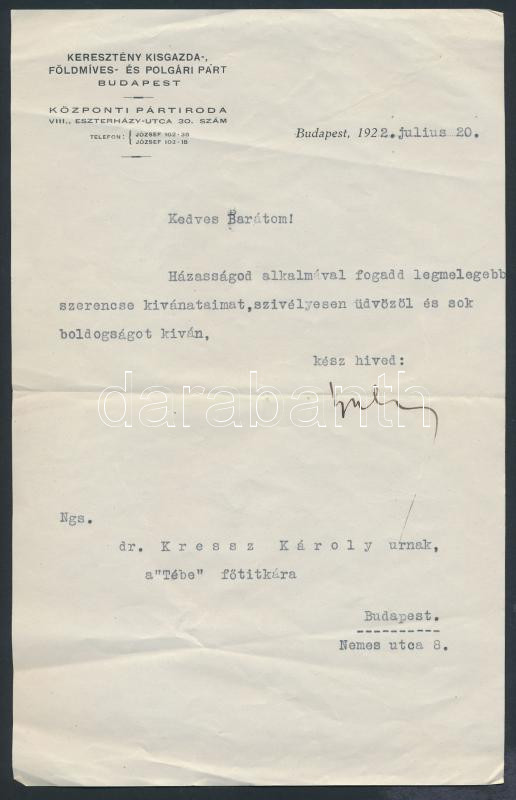 KERESZTÉNY KISGAZDA-,
FÖLDMÍVES- ÉS POLGÁRI PÁRT
BUDAPEST
KÖZPONTI PÁRTIRODA
VIII., ESZTERHÁZY-UTCA 30. SZÁM
TELEFON: JÓZSEF 102-38
JÓZSEF 102-18
Budapest, 1922. julius 20.
Kedves Barátom!
Házasságod alkalmával fogadd legmelegebb
szerencse kivánataimat, szivélyesen üdvözöl és sok
boldogságot kiván,
kész hived:
darabanth
Ngs.
dr. Kressz Károly urnak,
a"Tébe" főtitkára
Budapest.
Nemes utca 8.